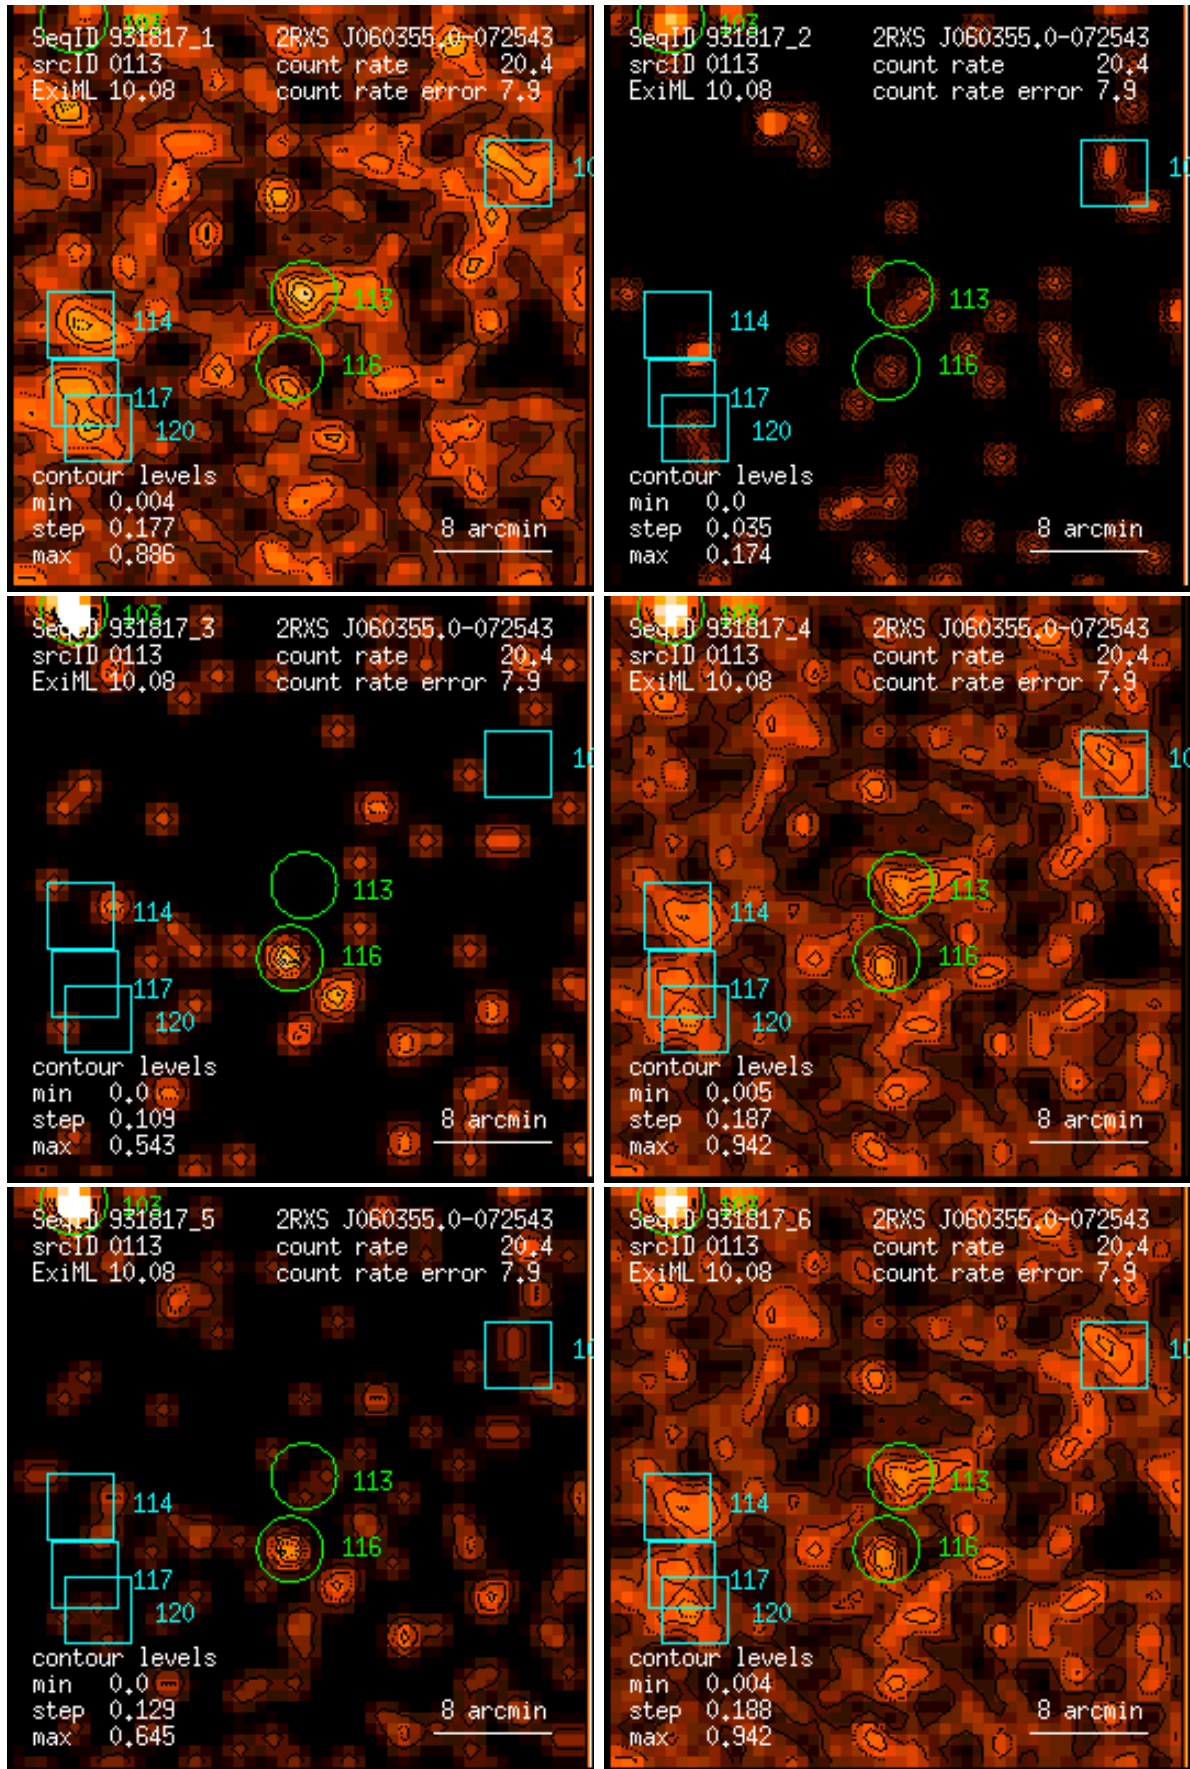 103
SeqID 931817_1 2RXS J060355.0-072543
srcID 0113 count rate 20.4
ExiML 10.08 count rate error 7.9
10
113
114
116
117
120
contour levels
min 0.004
step 0.177 8 arcmin
max 0.886
103
SeqID 931817_2 2RXS J060355.0-072543
srcID 0113 count rate 20.4
ExiML 10.08 count rate error 7.9
10
113
114
116
117
120
contour levels
min 0.0
step 0.035 8 arcmin
max 0.174
103
SeqID 931817_3 2RXS J060355.0-072543
srcID 0113 count rate 20.4
ExiML 10.08 count rate error 7.9
10
113
114
116
117
120
contour levels
min 0.0
step 0.109 8 arcmin
max 0.543
103
SeqID 931817_4 2RXS J060355.0-072543
srcID 0113 count rate 20.4
ExiML 10.08 count rate error 7.9
10
113
114
116
117
120
contour levels
min 0.005
step 0.187 8 arcmin
max 0.942
103
SeqID 931817_5 2RXS J060355.0-072543
srcID 0113 count rate 20.4
ExiML 10.08 count rate error 7.9
10
113
114
116
117
120
contour levels
min 0.0
step 0.129 8 arcmin
max 0.645
103
SeqID 931817_6 2RXS J060355.0-072543
srcID 0113 count rate 20.4
ExiML 10.08 count rate error 7.9
10
113
114
116
117
120
contour levels
min 0.004
step 0.188 8 arcmin
max 0.942